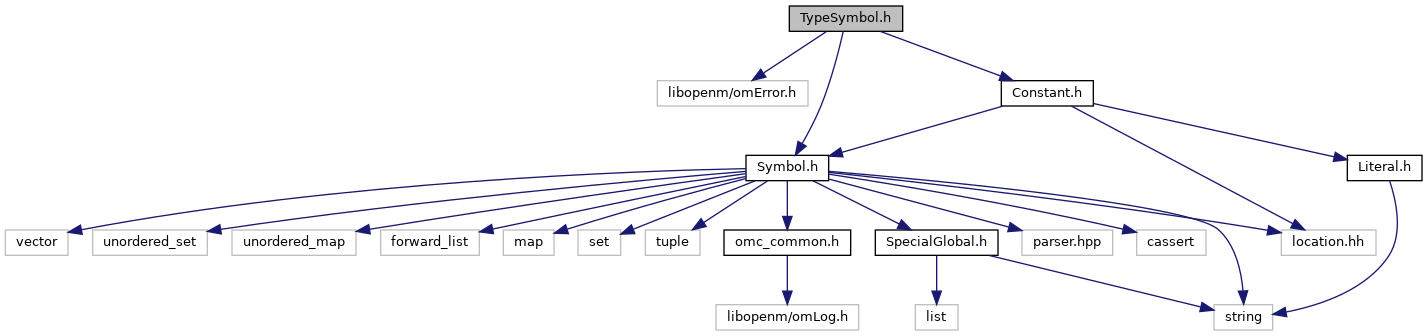 TypeSymbol.h
libopenm/omError.h
Constant.h
Symbol.h
Literal.h
vector
unordered_set
unordered_map
forward_list
map
set
tuple
omc_common.h
SpecialGlobal.h
parser.hpp
cassert
location.hh
libopenm/omLog.h
list
string